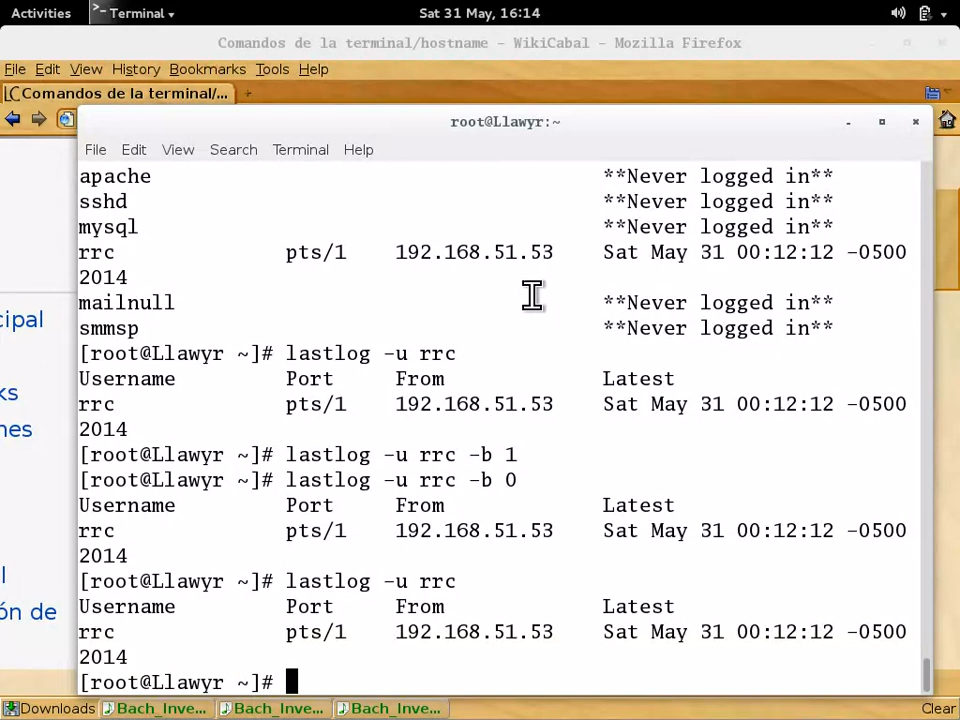 Activities
Terminal
Sat 31 May, 16:14
Comandos de la terminal/hostname - WikiCabal - Mozilla Firefox
File Edit View History Bookmarks Tools Help
Comandos de la terminal/...
root@Llawyr:~
File Edit View Search Terminal Help
apache **Never logged in**
sshd **Never logged in**
mysql **Never logged in**
rrc pts/1 192.168.51.53 Sat May 31 00:12:12 -0500
2014
mailnull **Never logged in**
smmsp **Never logged in**
[root@Llawyr ~]# lastlog -u rrc
Username Port From Latest
rrc pts/1 192.168.51.53 Sat May 31 00:12:12 -0500
2014
[root@Llawyr ~]# lastlog -u rrc -b 1
[root@Llawyr ~]# lastlog -u rrc -b 0
Username Port From Latest
rrc pts/1 192.168.51.53 Sat May 31 00:12:12 -0500
2014
[root@Llawyr ~]# lastlog -u rrc
Username Port From Latest
rrc pts/1 192.168.51.53 Sat May 31 00:12:12 -0500
2014
[root@Llawyr ~]#
cipal
ks
nes
l
ón de
Downloads Bach_Inve... Bach_Inve... Bach_Inve... Clear